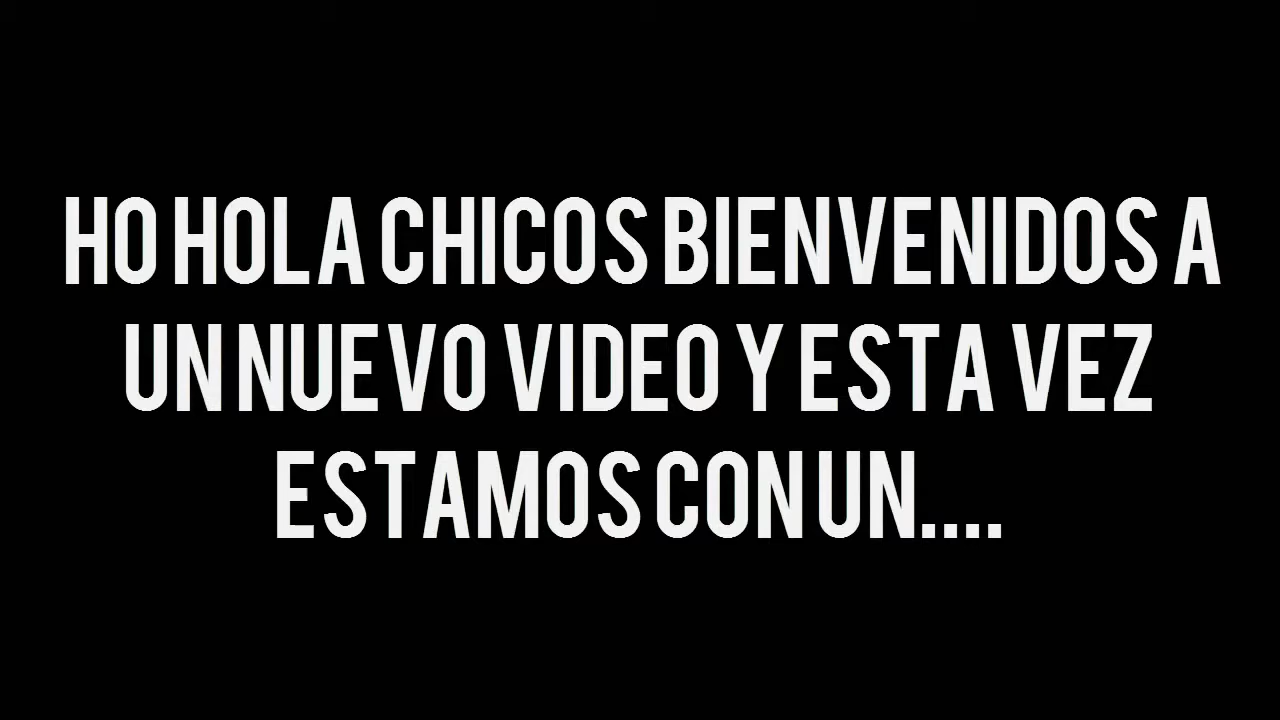 HO HOLA CHICOS BIENVENIDOS A
UN NUEVO VIDEO Y ESTA VEZ
ESTAMOS CON UN....